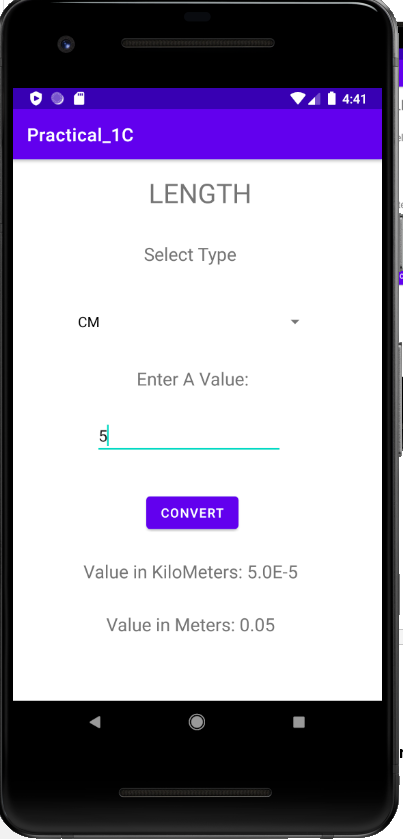 4:41
Practical_1C
LENGTH
Select Type
CM
Enter A Value:
5
CONVERT
Value in KiloMeters: 5.0E-5
Value in Meters: 0.05